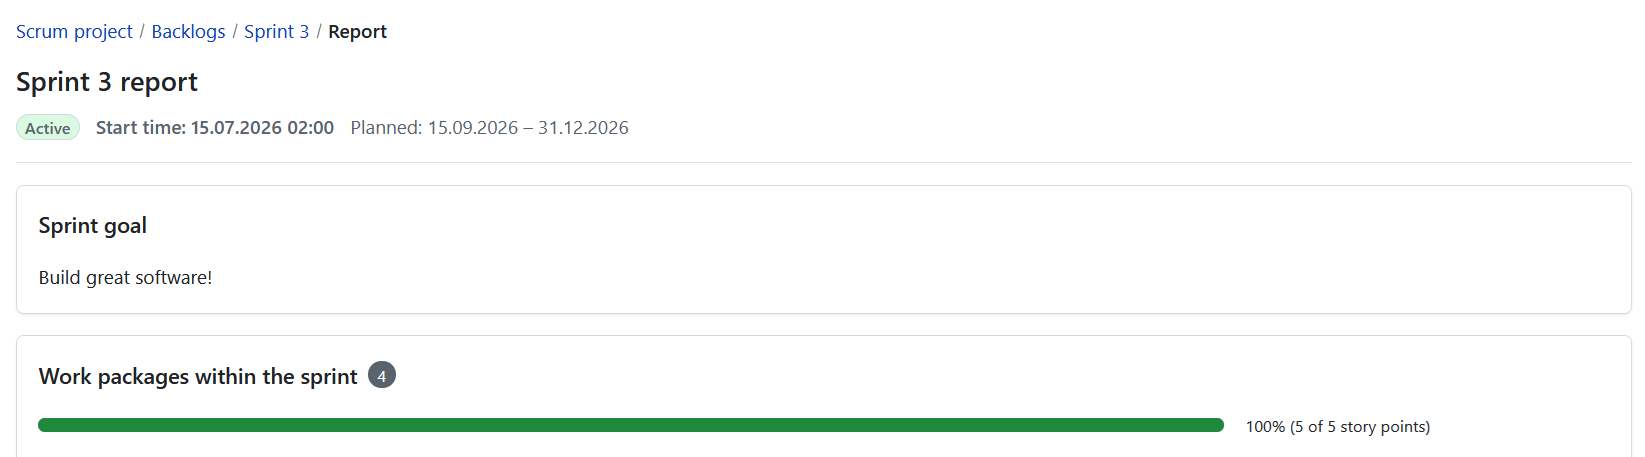 Scrum project / Backlogs / Sprint 3 / Report
Sprint 3 report
Active Start time: 15.07.2026 02:00 Planned: 15.09.2026 – 31.12.2026
Sprint goal
Build great software!
Work packages within the sprint 4
100% (5 of 5 story points)